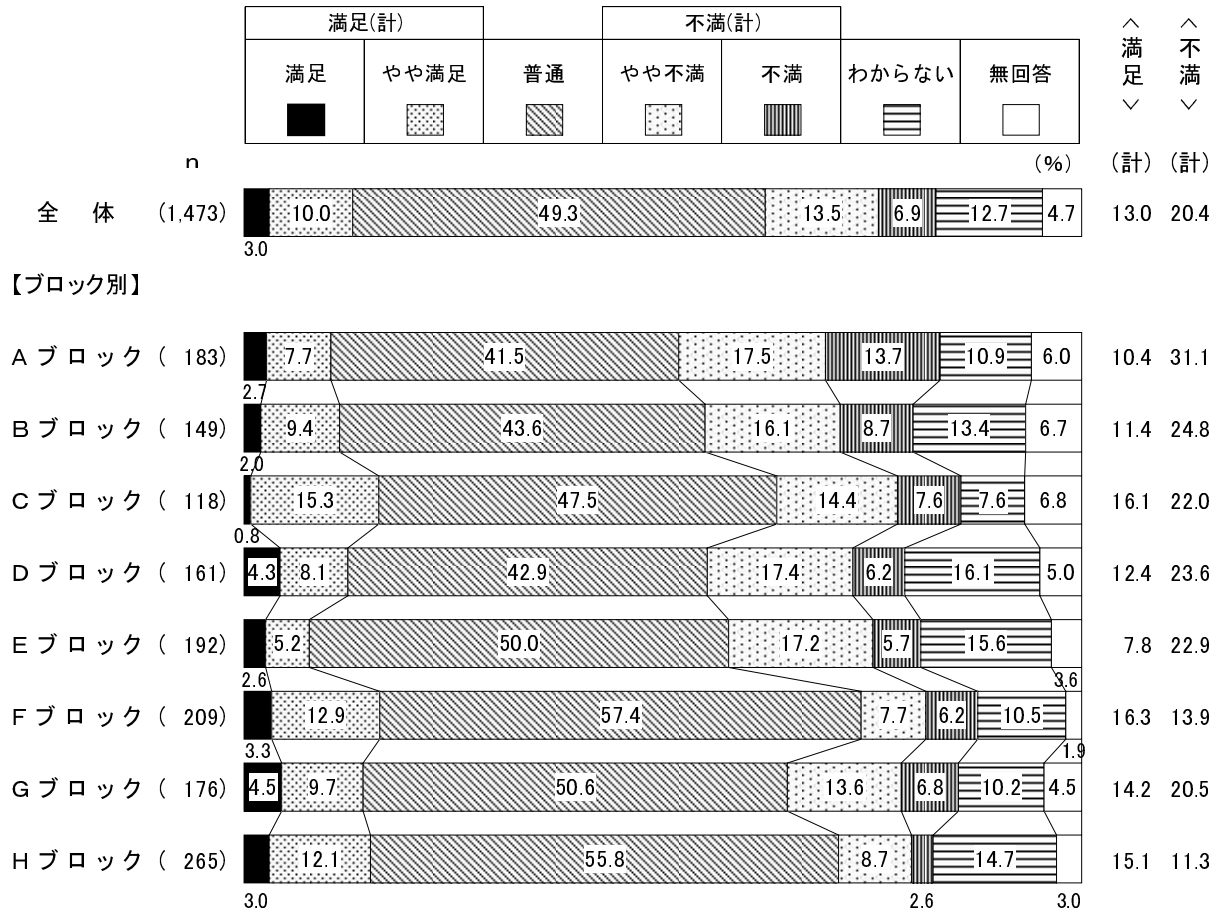 満足(計) 不満(計) ＜満足＞ ＜不満＞
満足 やや満足 普通 やや不満 不満 わからない 無回答
n (%) (計) (計)
全体 (1,473) 10.0 49.3 13.5 6.9 12.7 4.7 13.0 20.4
3.0
【ブロック別】
Aブロック ( 183) 7.7 41.5 17.5 13.7 10.9 6.0 10.4 31.1
2.7
Bブロック ( 149) 9.4 43.6 16.1 8.7 13.4 6.7 11.4 24.8
2.0
Cブロック ( 118) 15.3 47.5 14.4 7.6 7.6 6.8 16.1 22.0
0.8
Dブロック ( 161) 4.3 8.1 42.9 17.4 6.2 16.1 5.0 12.4 23.6
Eブロック ( 192) 5.2 50.0 17.2 5.7 15.6 7.8 22.9
2.6 3.6
Fブロック ( 209) 12.9 57.4 7.7 6.2 10.5 16.3 13.9
3.3 1.9
Gブロック ( 176) 4.5 9.7 50.6 13.6 6.8 10.2 4.5 14.2 20.5
Hブロック ( 265) 12.1 55.8 8.7 14.7 15.1 11.3
3.0 2.6 3.0